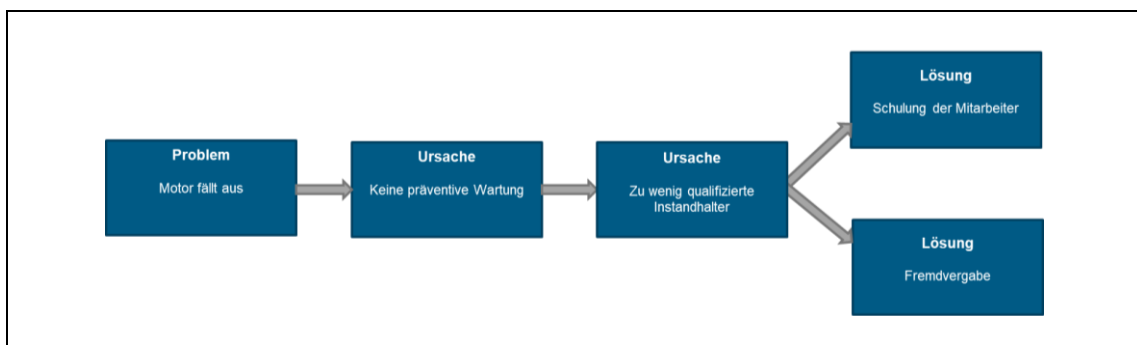 Problem
Motor fällt aus
Ursache
Keine präventive Wartung
Ursache
Zu wenig qualifizierte
Instandhalter
Lösung
Schulung der Mitarbeiter
Lösung
Fremdvergabe